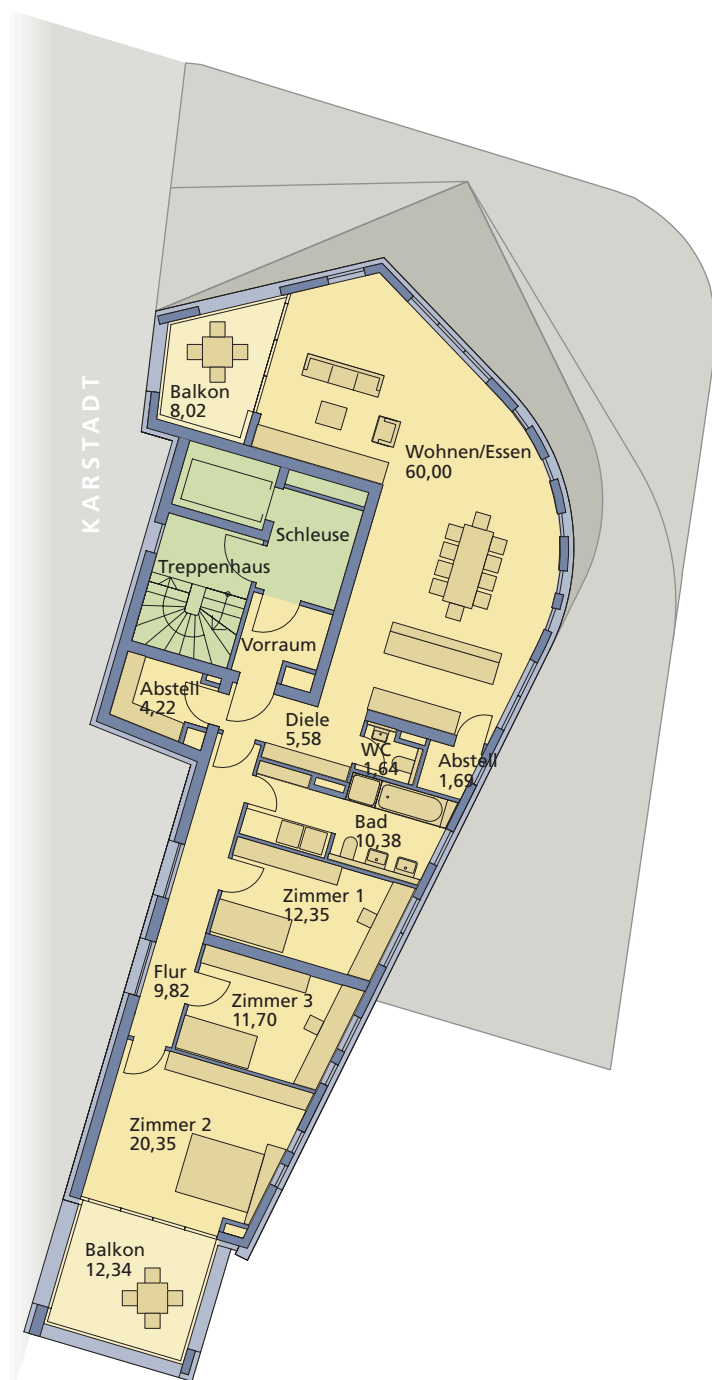 KARSTADT
Balkon
8,02
Wohnen/Essen
60,00
Schleuse
Treppenhaus
Vorraum
Abstell
4,22
Diele
5,58
WC
1,64
Abstell
1,69
Bad
10,38
Zimmer 1
12,35
Flur
9,82
Zimmer 3
11,70
Zimmer 2
20,35
Balkon
12,34